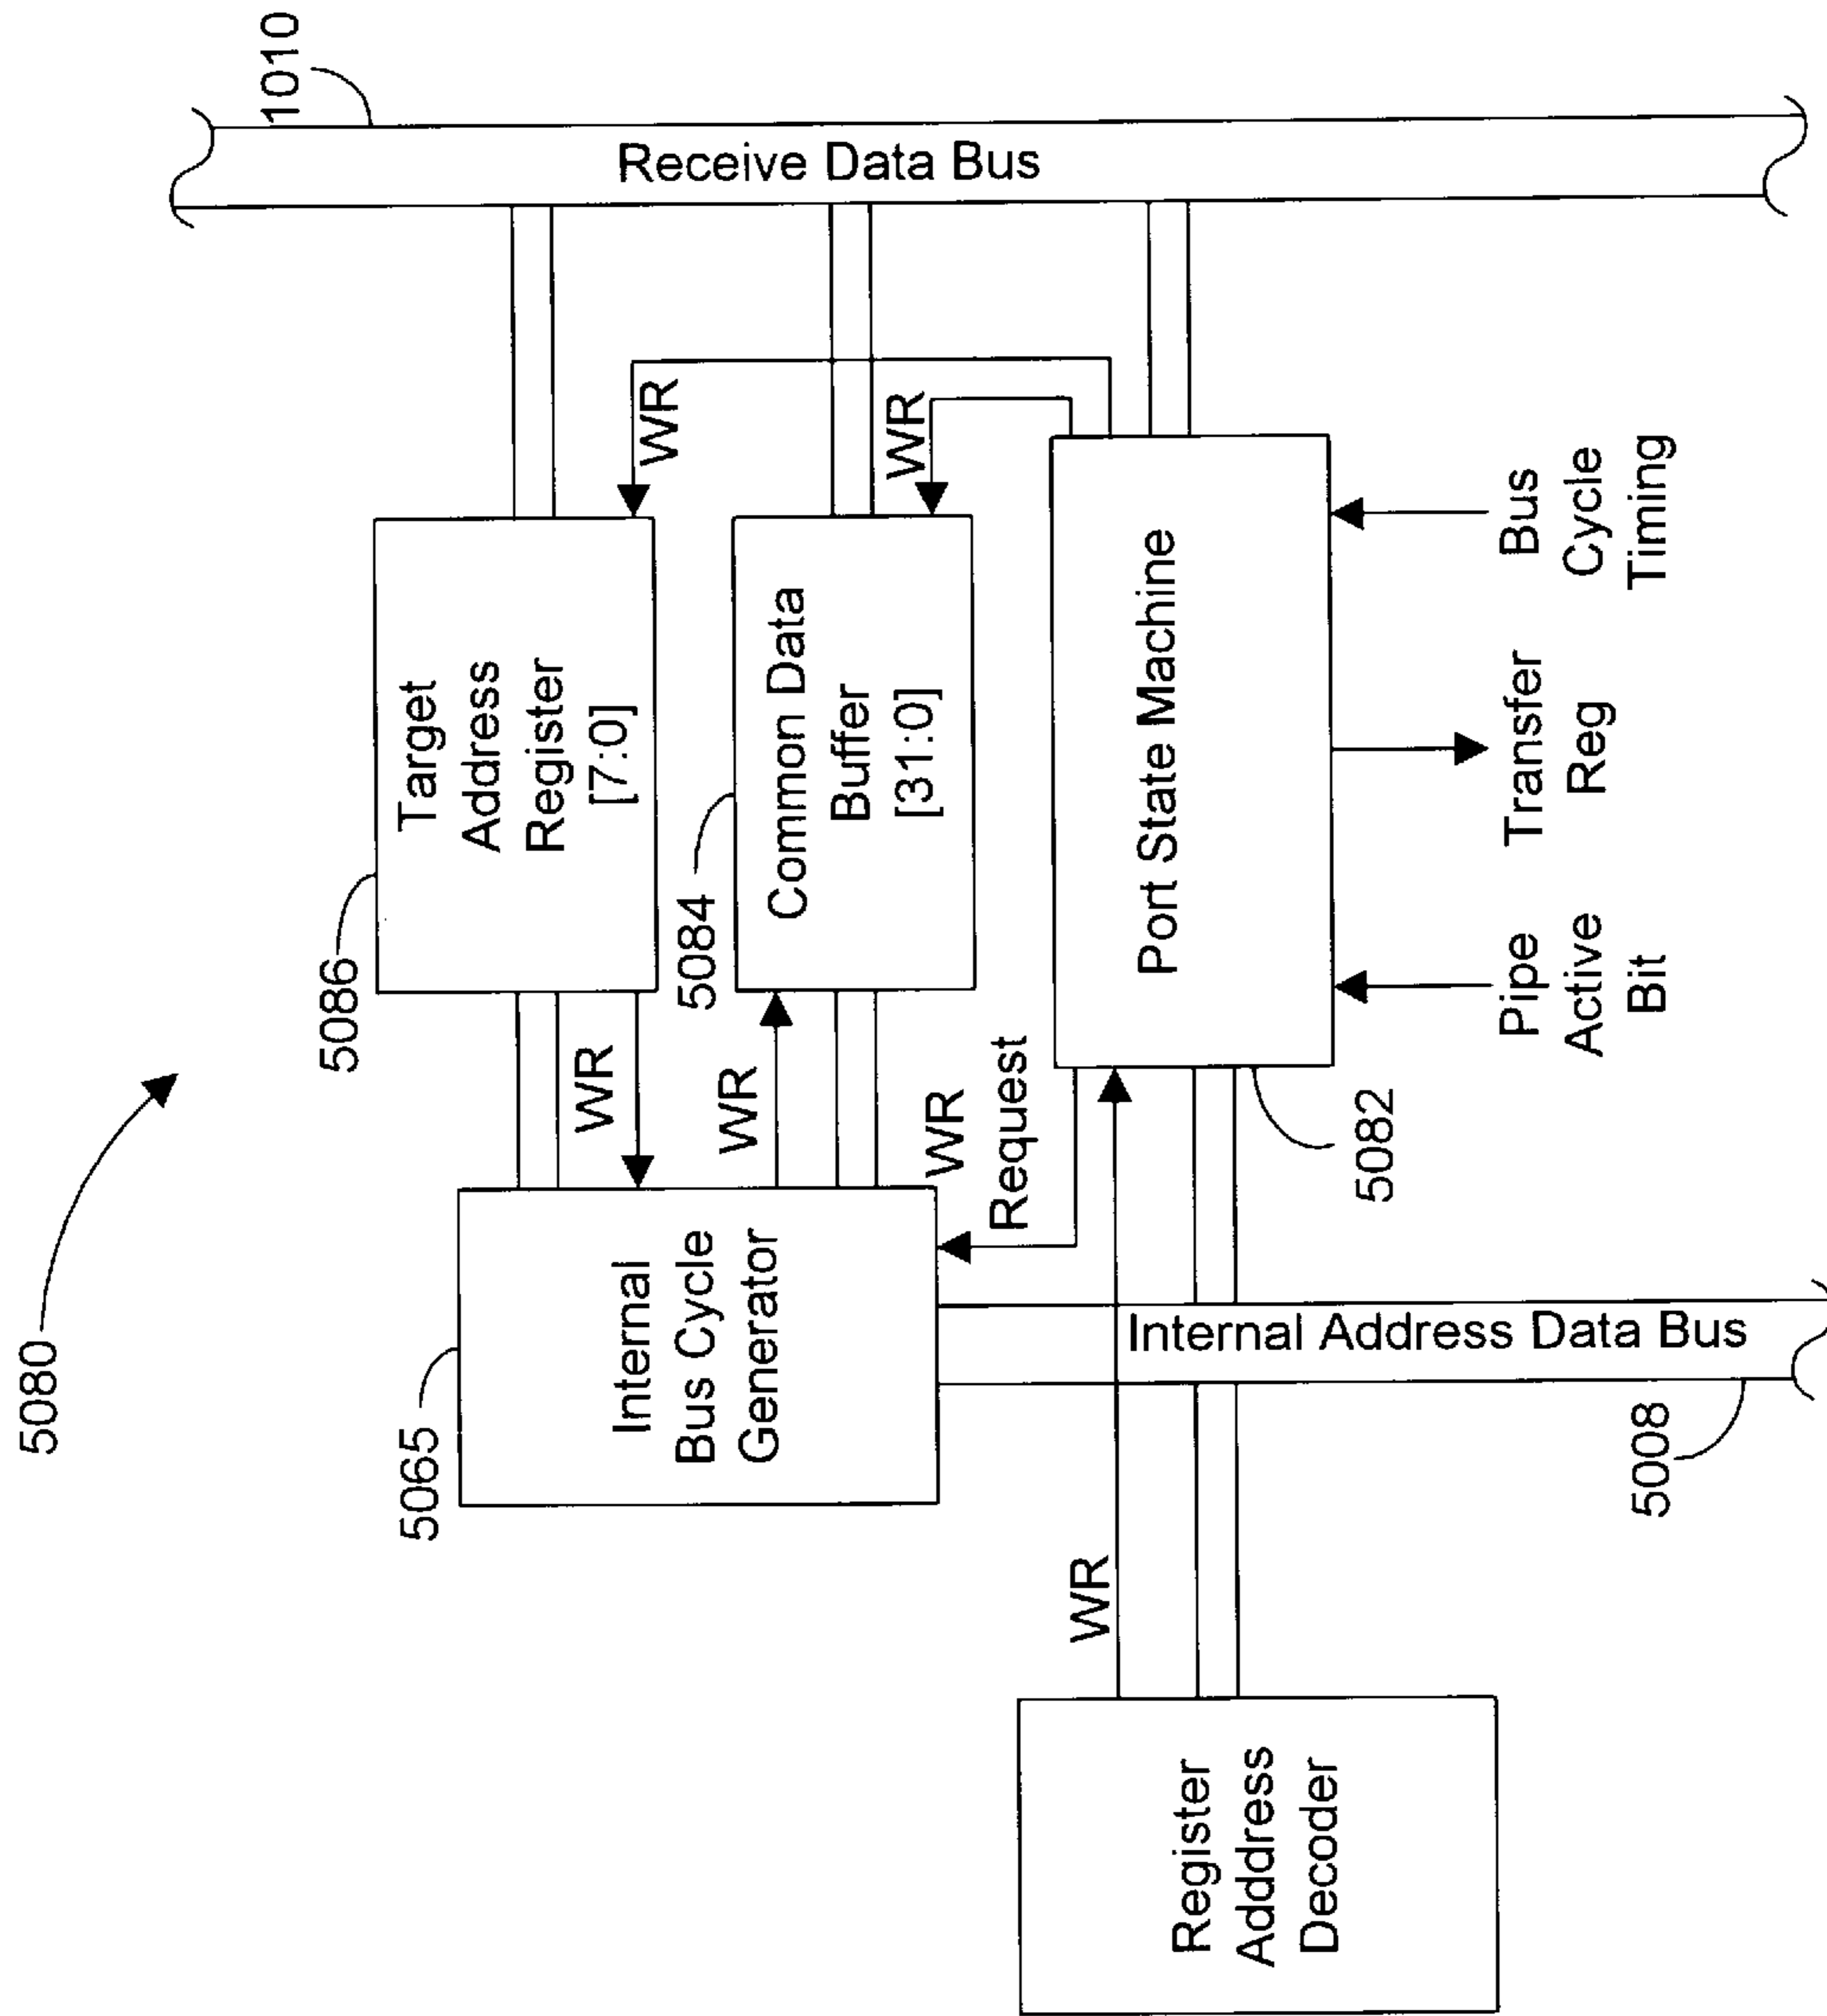 5080
1010
Receive Data Bus
5086
Target
Address
Register
[7:0]
WR
WR
5084
Common Data
Buffer
[31:0]
WR
WR
5065
Internal
Bus Cycle
Generator
WR
Request
Port State Machine
5082
Pipe
Active
Bit
Transfer
Reg
Bus
Cycle
Timing
Internal Address Data Bus
5008
WR
Register
Adddress
Decoder